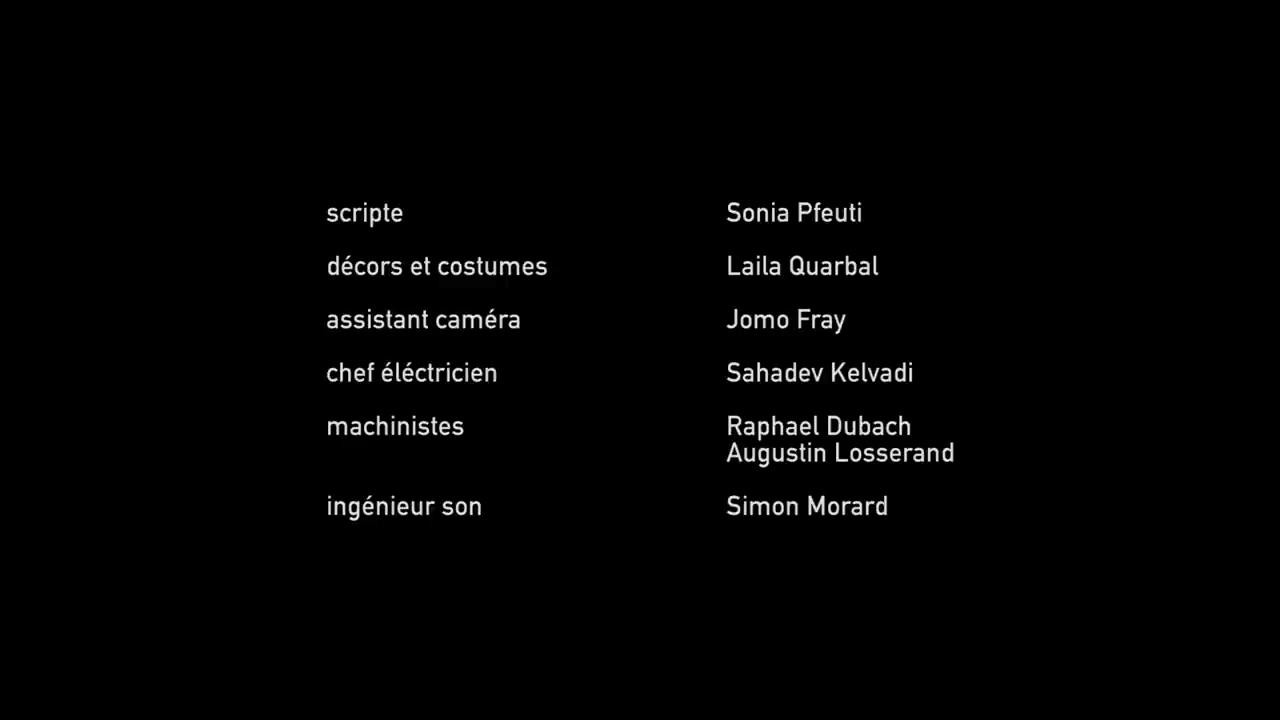 scripte Sonia Pfeuti
décors et costumes Laila Quarbal
assistant caméra Jomo Fray
chef éléctricien Sahadev Kelvadi
machinistes Raphael Dubach
Augustin Losserand
ingénieur son Simon Morard